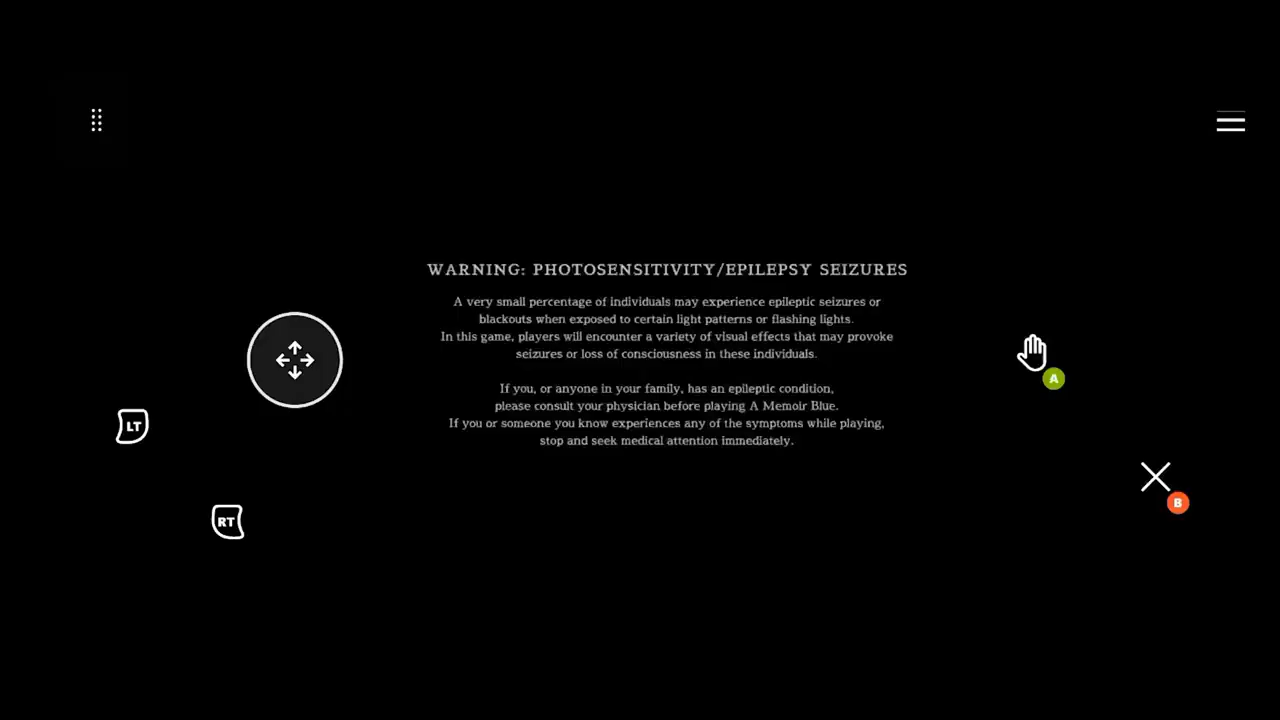 WARNING: PHOTOSENSITIVITY/EPILEPSY SEIZURES
A very small percentage of individuals may experience epileptic seizures or
blackouts when exposed to certain light patterns or flashing lights.
In this game, players will encounter a variety of visual effects that may provoke
seizures or loss of consciousness in these individuals.
If you, or anyone in your family, has an epileptic condition,
please consult your physician before playing A Memoir Blue.
If you or someone you know experiences any of the symptoms while playing,
stop and seek medical attention immediately.
A
LT
B
RT